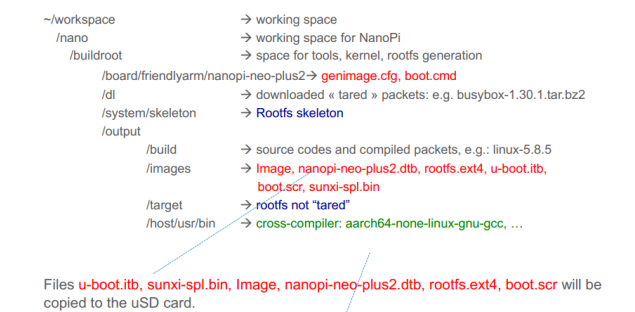 ~/workspace → working space
/nano → working space for NanoPi
/buildroot → space for tools, kernel, rootfs generation
/board/friendlyarm/nanopi-neo-plus2→ genimage.cfg, boot.cmd
/dl → downloaded « tared » packets: e.g. busybox-1.30.1.tar.bz2
/system/skeleton → Rootfs skeleton
/output
/build → source codes and compiled packets, e.g.: linux-5.8.5
/images → Image, nanopi-neo-plus2.dtb, rootfs.ext4, u-boot.itb,
boot.scr, sunxi-spl.bin
/target → rootfs not “tared”
/host/usr/bin → cross-compiler: aarch64-none-linux-gnu-gcc, …
Files u-boot.itb, sunxi-spl.bin, Image, nanopi-neo-plus2.dtb, rootfs.ext4, boot.scr will be
copied to the uSD card.